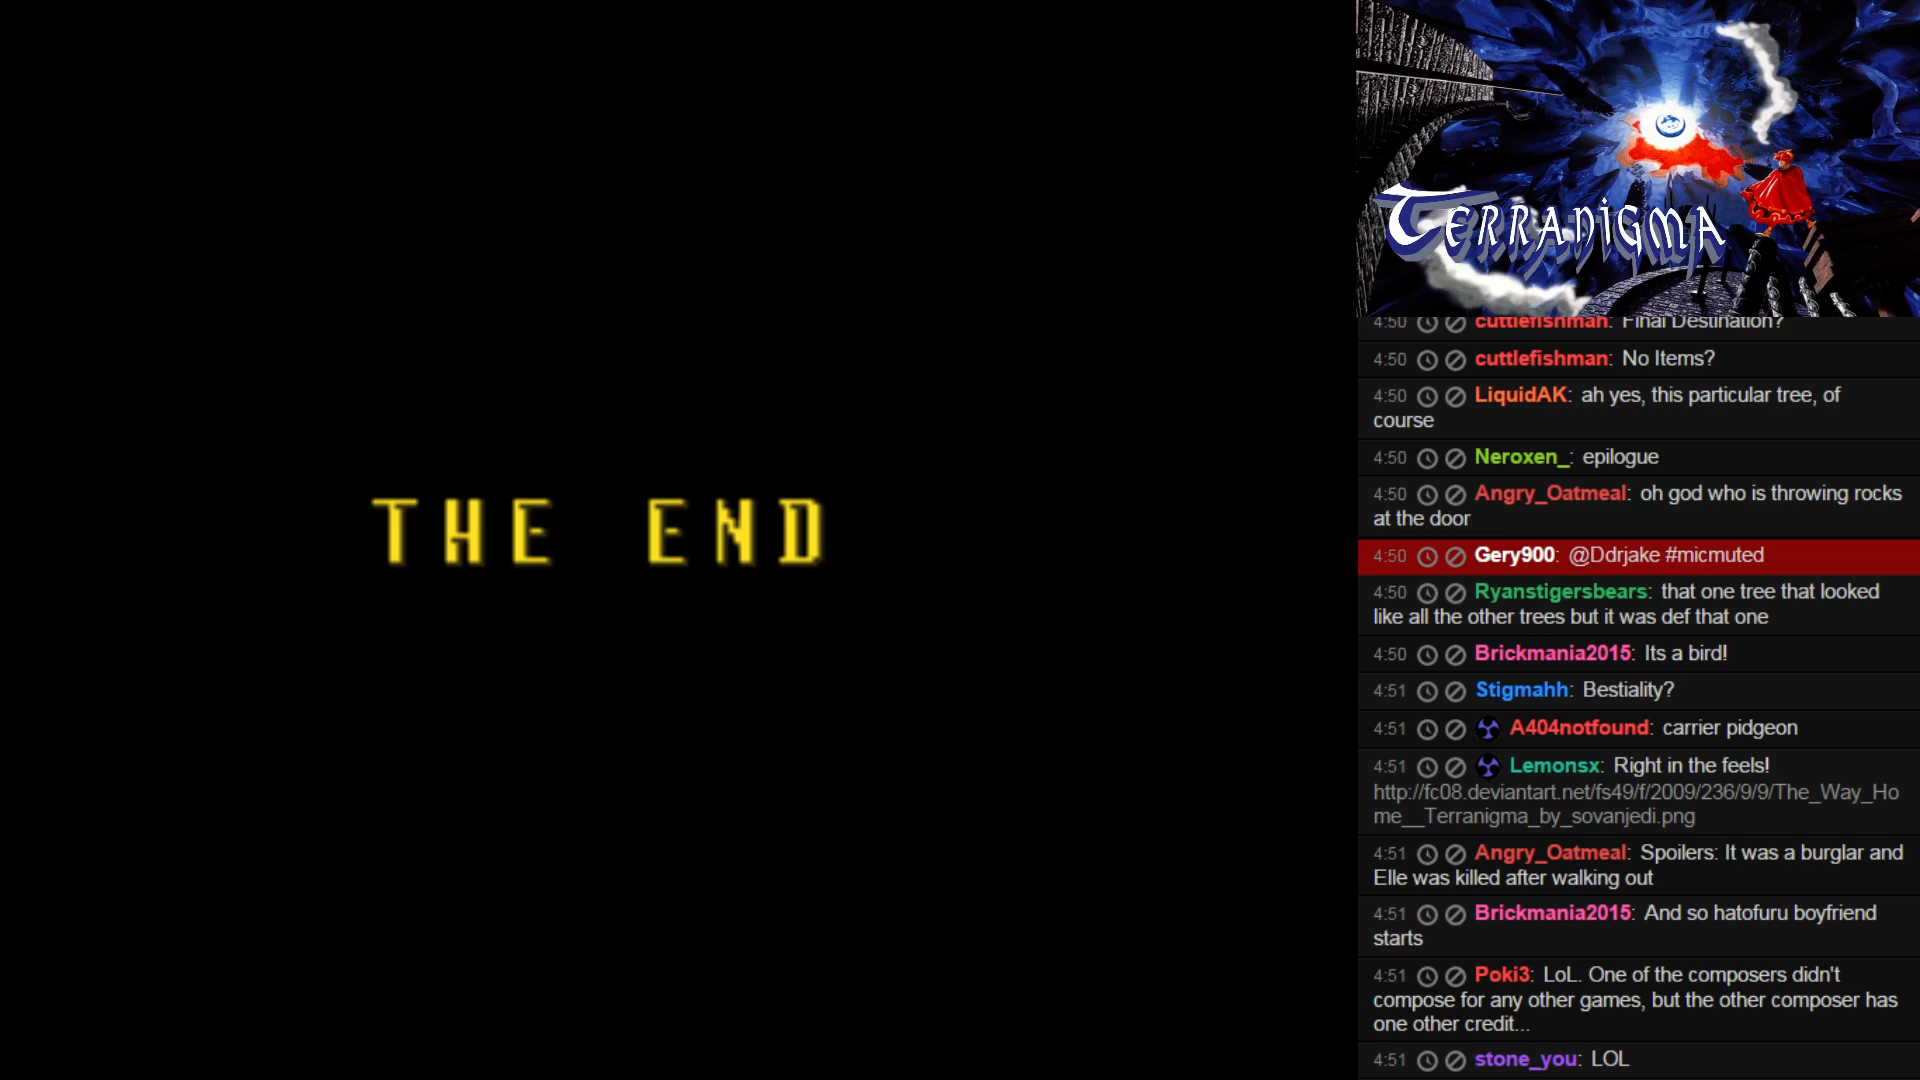 THE END
TERRANIGMA
4:50 cuttlefishman: Final Destination?
4:50 cuttlefishman: No Items?
4:50 LiquidAK: ah yes, this particular tree, of
course
4:50 Neroxen_: epilogue
4:50 Angry_Oatmeal: oh god who is throwing rocks
at the door
4:50 Gery900: @Ddrjake #micmuted
4:50 Ryanstigersbears: that one tree that looked
like all the other trees but it was def that one
4:50 Brickmania2015: Its a bird!
4:51 Stigmahh: Bestiality?
4:51 A404notfound: carrier pidgeon
4:51 Lemonsx: Right in the feels!
http://fc08.deviantart.net/fs49/f/2009/236/9/9/The_Way_Ho
me__Terranigma_by_sovanjedi.png
4:51 Angry_Oatmeal: Spoilers: It was a burglar and
Elle was killed after walking out
4:51 Brickmania2015: And so hatofuru boyfriend
starts
4:51 Poki3: LoL. One of the composers didn't
compose for any other games, but the other composer has
one other credit...
4:51 stone_you: LOL